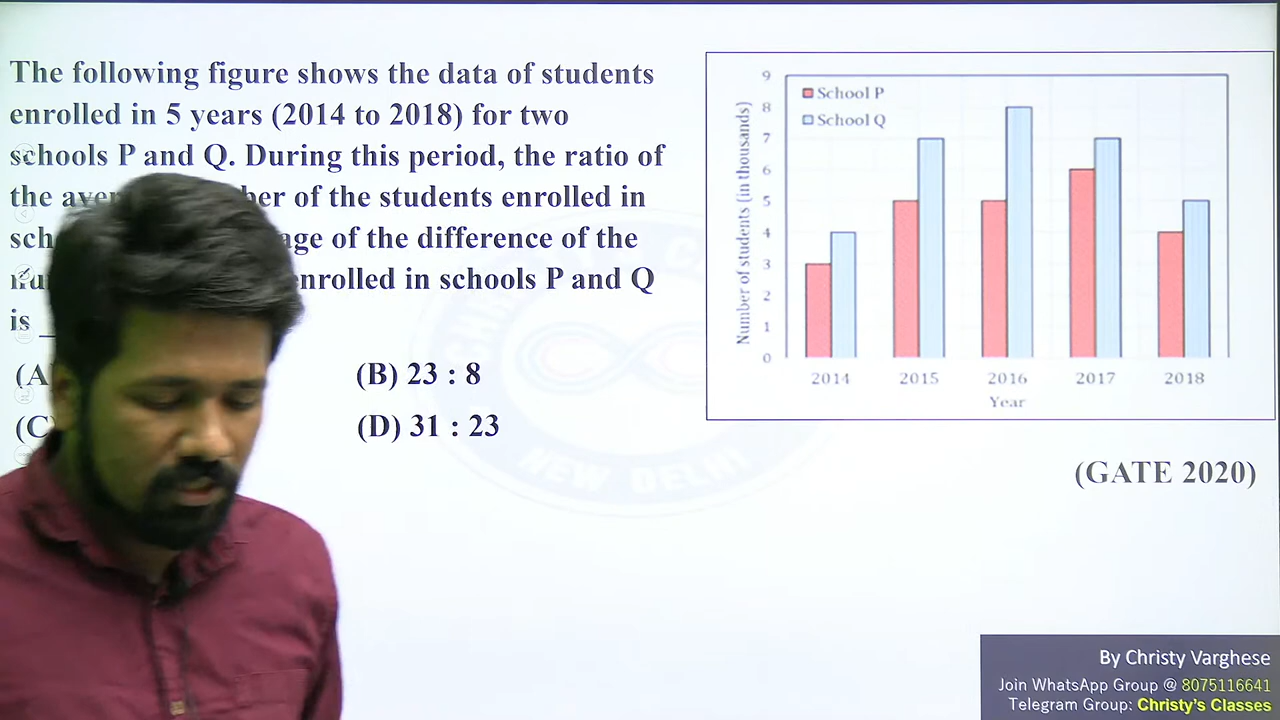 The following figure shows the data of students
enrolled in 5 years (2014 to 2018) for two
schools P and Q. During this period, the ratio of
the of the students enrolled in
of the difference of the
enrolled in schools P and Q
is
(A (B) 23 : 8
(C) (D) 31 : 23
9
8
7
6
5
4
3
2
1
0
Number of students (in thousands)
School P
School Q
2014 2015 2016 2017 2018
Year
(GATE 2020)
NEW DELHI
By Christy Varghese
Join WhatsApp Group @ 8075116641
Telegram Group: Christy's Classes